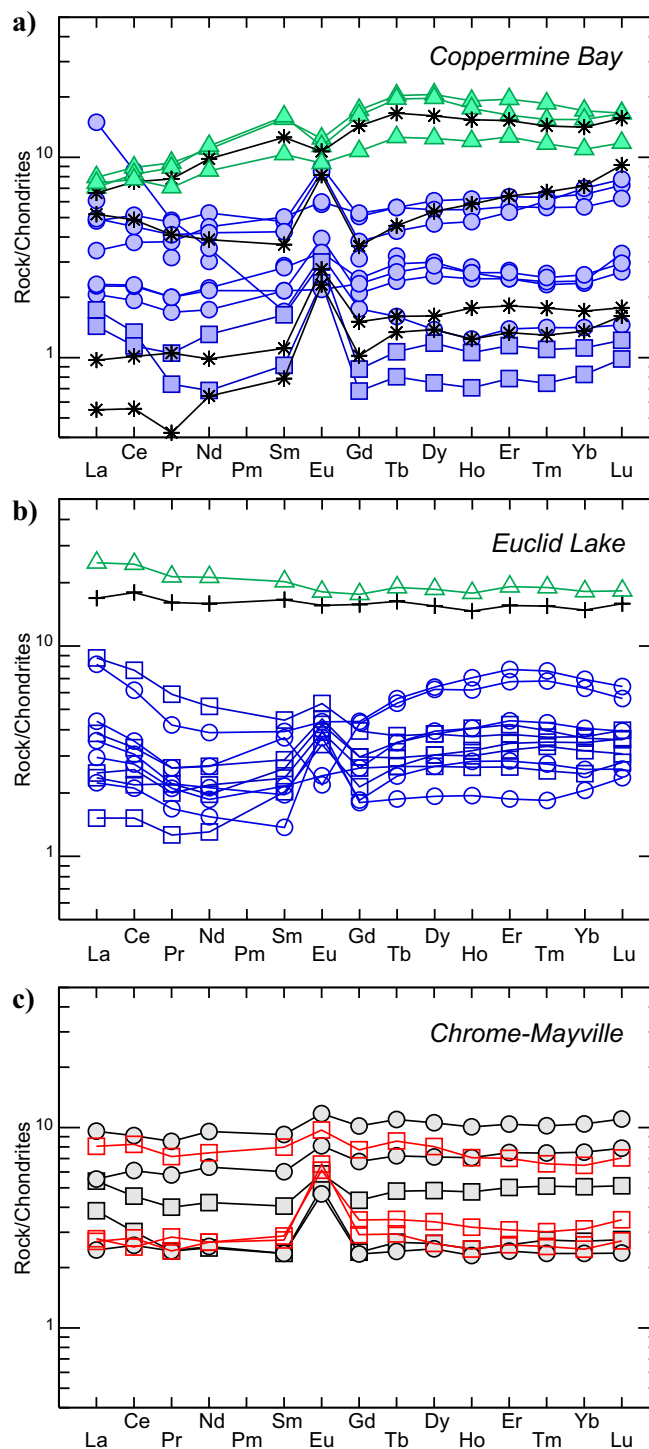 a)
Coppermine Bay
10
1
Rock/Chondrites
Ce Nd Sm Gd Dy Er Yb
La Pr Pm Eu Tb Ho Tm Lu
b)
Euclid Lake
10
1
Rock/Chondrites
Ce Nd Sm Gd Dy Er Yb
La Pr Pm Eu Tb Ho Tm Lu
c)
Chrome-Mayville
10
1
Rock/Chondrites
Ce Nd Sm Gd Dy Er Yb
La Pr Pm Eu Tb Ho Tm Lu